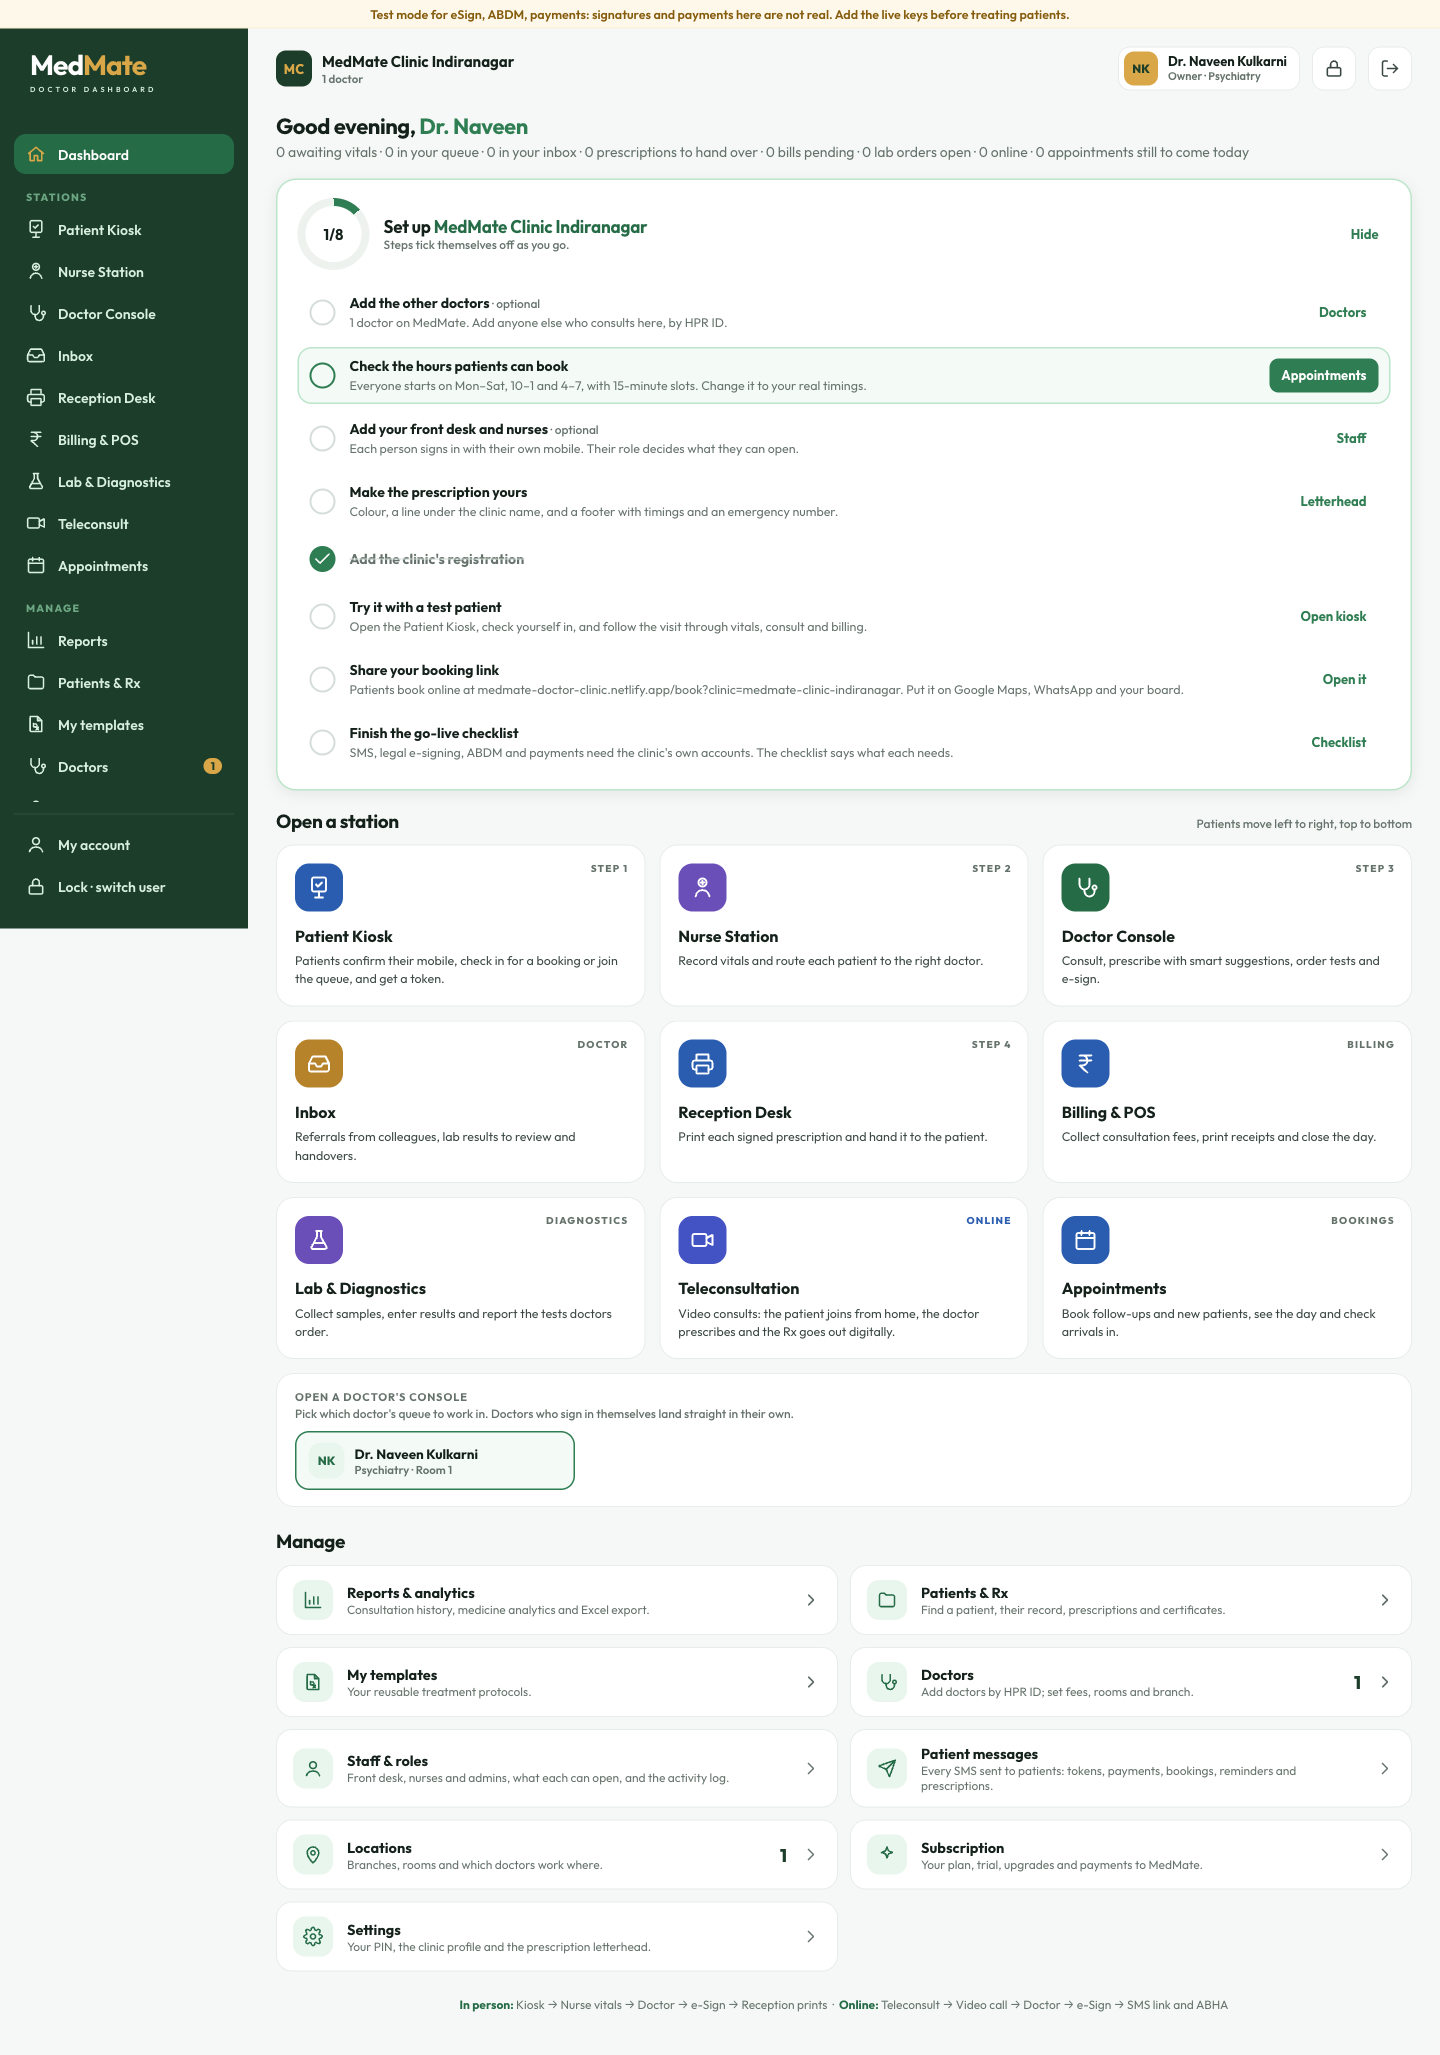 Test mode for eSign, ABDM, payments: signatures and payments here are not real. Add the live keys before treating patients.
MedMate
DOCTOR DASHBOARD
Dashboard
STATIONS
Patient Kiosk
Nurse Station
Doctor Console
Inbox
Reception Desk
Billing & POS
Lab & Diagnostics
Teleconsult
Appointments
MANAGE
Reports
Patients & Rx
My templates
Doctors
1
My account
Lock · switch user
MC
MedMate Clinic Indiranagar
1 doctor
NK
Dr. Naveen Kulkarni
Owner · Psychiatry
Good evening, Dr. Naveen
0 awaiting vitals · 0 in your queue · 0 in your inbox · 0 prescriptions to hand over · 0 bills pending · 0 lab orders open · 0 online · 0 appointments still to come today
1/8
Set up MedMate Clinic Indiranagar
Steps tick themselves off as you go.
Hide
Add the other doctors · optional
1 doctor on MedMate. Add anyone else who consults here, by HPR ID.
Doctors
Check the hours patients can book
Everyone starts on Mon–Sat, 10–1 and 4–7, with 15-minute slots. Change it to your real timings.
Appointments
Add your front desk and nurses · optional
Each person signs in with their own mobile. Their role decides what they can open.
Staff
Make the prescription yours
Colour, a line under the clinic name, and a footer with timings and an emergency number.
Letterhead
Add the clinic's registration
Try it with a test patient
Open the Patient Kiosk, check yourself in, and follow the visit through vitals, consult and billing.
Open kiosk
Share your booking link
Patients book online at medmate-doctor-clinic.netlify.app/book?clinic=medmate-clinic-indiranagar. Put it on Google Maps, WhatsApp and your board.
Open it
Finish the go-live checklist
SMS, legal e-signing, ABDM and payments need the clinic's own accounts. The checklist says what each needs.
Checklist
Open a station
Patients move left to right, top to bottom
STEP 1
Patient Kiosk
Patients confirm their mobile, check in for a booking or join
the queue, and get a token.
STEP 2
Nurse Station
Record vitals and route each patient to the right doctor.
STEP 3
Doctor Console
Consult, prescribe with smart suggestions, order tests and
e-sign.
DOCTOR
Inbox
Referrals from colleagues, lab results to review and
handovers.
STEP 4
Reception Desk
Print each signed prescription and hand it to the patient.
BILLING
Billing & POS
Collect consultation fees, print receipts and close the day.
DIAGNOSTICS
Lab & Diagnostics
Collect samples, enter results and report the tests doctors
order.
ONLINE
Teleconsultation
Video consults: the patient joins from home, the doctor
prescribes and the Rx goes out digitally.
BOOKINGS
Appointments
Book follow-ups and new patients, see the day and check
arrivals in.
OPEN A DOCTOR'S CONSOLE
Pick which doctor's queue to work in. Doctors who sign in themselves land straight in their own.
NK
Dr. Naveen Kulkarni
Psychiatry · Room 1
Manage
Reports & analytics
Consultation history, medicine analytics and Excel export.
Patients & Rx
Find a patient, their record, prescriptions and certificates.
My templates
Your reusable treatment protocols.
Doctors
Add doctors by HPR ID; set fees, rooms and branch.
1
Staff & roles
Front desk, nurses and admins, what each can open, and the activity log.
Patient messages
Every SMS sent to patients: tokens, payments, bookings, reminders and
prescriptions.
Locations
Branches, rooms and which doctors work where.
1
Subscription
Your plan, trial, upgrades and payments to MedMate.
Settings
Your PIN, the clinic profile and the prescription letterhead.
In person: Kiosk → Nurse vitals → Doctor → e-Sign → Reception prints · Online: Teleconsult → Video call → Doctor → e-Sign → SMS link and ABHA